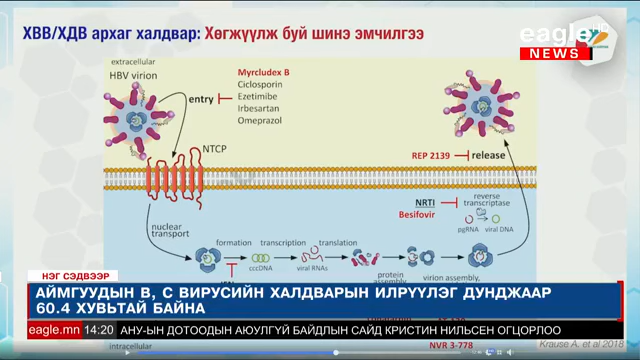 ХВВ/ХДВ архаг халдвар: Хөгжүүлж буй шинэ эмчилгээ
eagle HD
NEWS
extracellular
HBV virion
entry
Myrcludex B
Ciclosporin
Ezetimibe
Irbesartan
Omeprazol
NTCP
REP 2139
release
NRTI
Besifovir
reverse
transcriptase
pgRNA
viral DNA
nuclear
transport
formation
transcription
translation
cccDNA
viral RNAs
protein
assembly
virion assembly,
НЭГ СЭДВЭЭР
АЙМГУУДЫН В, С ВИРУСИЙН ХАЛДВАРЫН ИЛРҮҮЛЭГ ДУНДЖААР
60.4 ХУВЬТАЙ БАЙНА
eagle.mn
14:20
АНУ-ЫН ДОТООДЫН АЮУЛГҮЙ БАЙДЛЫН САЙД КРИСТИН НИЛЬСЕН ОГЦОРЛОО
intracellular
NVR 3-778
Krause A. et al 2018